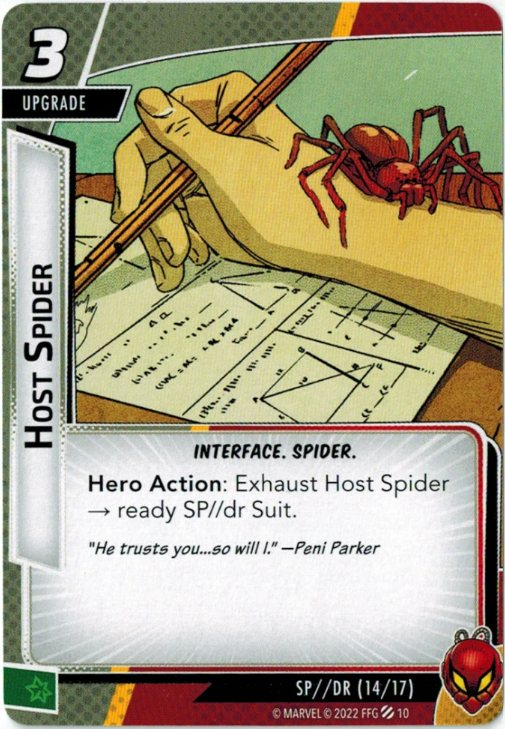 3
UPGRADE
HOST SPIDER
INTERFACE. SPIDER.
Hero Action: Exhaust Host Spider
→ ready SP//dr Suit.
"He trusts you...so will I." —Peni Parker
SP//DR (14/17)
© MARVEL © 2022 FFG 10